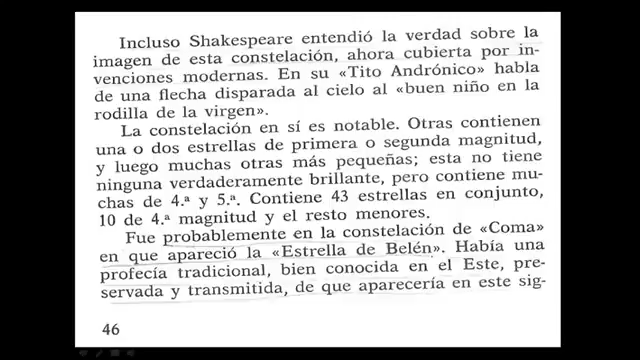 Incluso Shakespeare entendió la verdad sobre la
imagen de esta constelación, ahora cubierta por in-
venciones modernas. En su «Tito Andrónico» habla
de una flecha disparada al cielo al «buen niño en la
rodilla de la virgen».
La constelación en sí es notable. Otras contienen
una o dos estrellas de primera o segunda magnitud,
y luego muchas otras más pequeñas; esta no tiene
ninguna verdaderamente brillante, pero contiene mu-
chas de 4.ª y 5.ª. Contiene 43 estrellas en conjunto,
10 de 4.ª magnitud y el resto menores.
Fue probablemente en la constelación de «Coma»
en que apareció la «Estrella de Belén». Había una
profecía tradicional, bien conocida en el Este, pre-
servada y transmitida, de que aparecería en este sig-
46